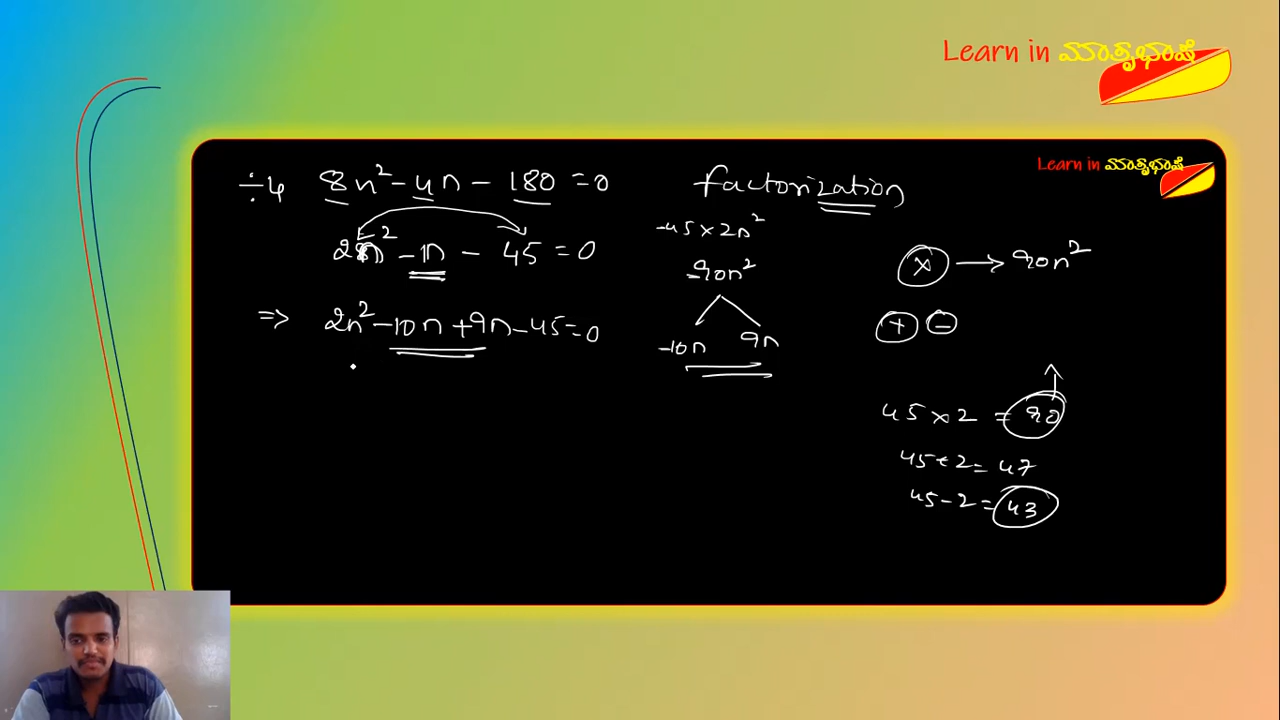 Learn in ಮಾತೃಭಾಷೆ
Learn in ಮಾತೃಭಾಷೆ
÷4 8n² - 4n - 180 = 0
2n² - 1n - 45 = 0
=> 2n² - 10n + 9n - 45 = 0
factorization
-45 × 2n²
-90n²
-10n 9n
× → 90n²
+ -
45 × 2 = 90
45 + 2 = 47
45 - 2 = 43